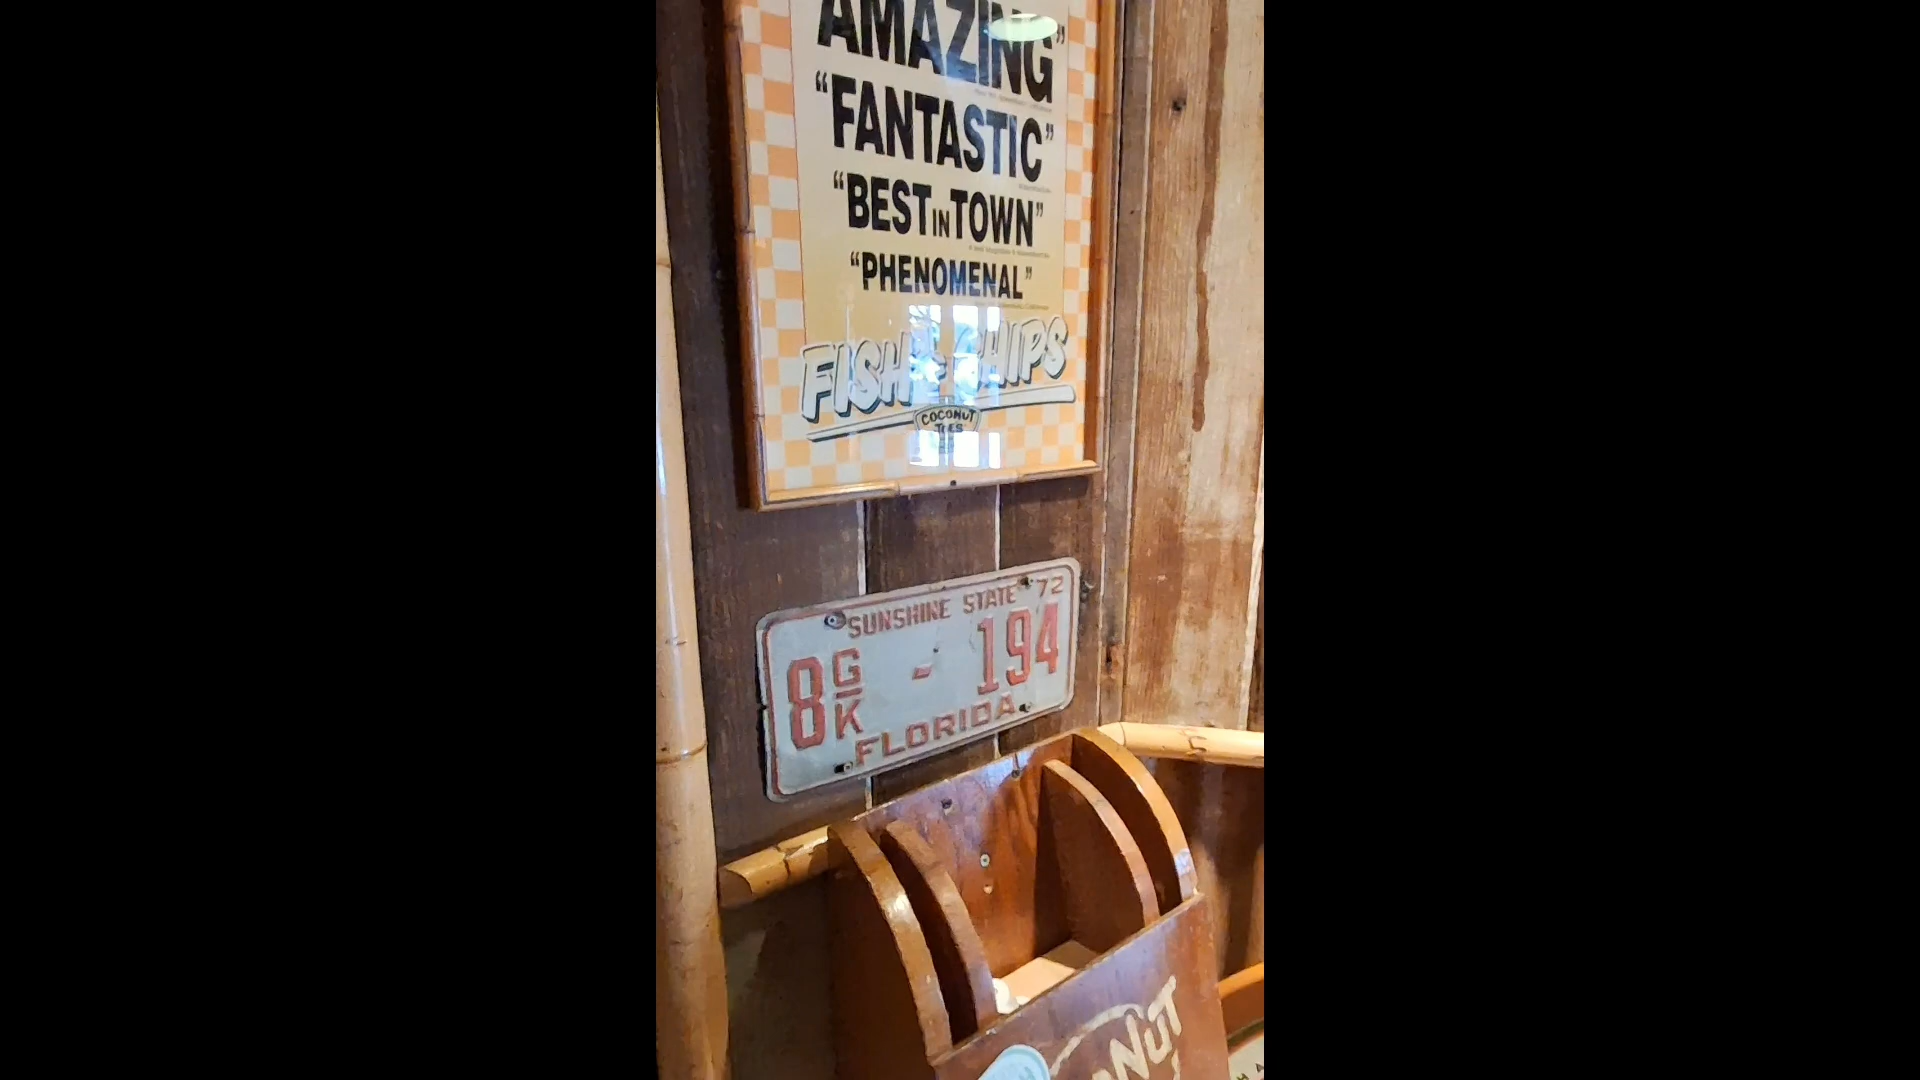 AMAZING"
"FANTASTIC"
"BEST IN TOWN"
"PHENOMENAL"
FISH & CHIPS
COCONUT
SUNSHINE STATE 72
8 G K - 194
FLORIDA